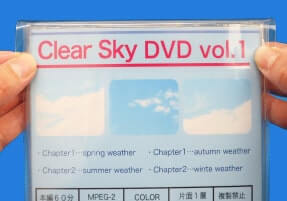 Clear Sky DVD vol.1
・Chapter1…spring weather ・Chapter1…autumn weather
・Chapter2…summer weather ・Chapter2…winte weather
本編60分 MPEG-2 COLOR 片面1層 複製禁止